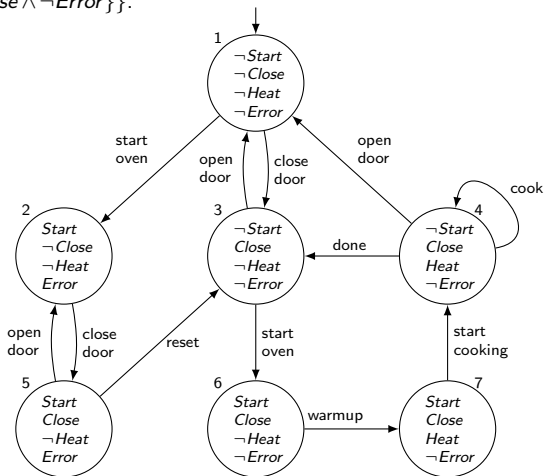 se ∧ ¬Error}}.
1
¬Start
¬Close
¬Heat
¬Error
start
oven
open
door
close
door
open
door
cook
2
Start
¬Close
¬Heat
Error
3
¬Start
Close
¬Heat
¬Error
done
4
¬Start
Close
Heat
¬Error
open
door
close
door
reset
start
oven
start
cooking
5
Start
Close
¬Heat
Error
6
Start
Close
¬Heat
¬Error
warmup
7
Start
Close
Heat
¬Error